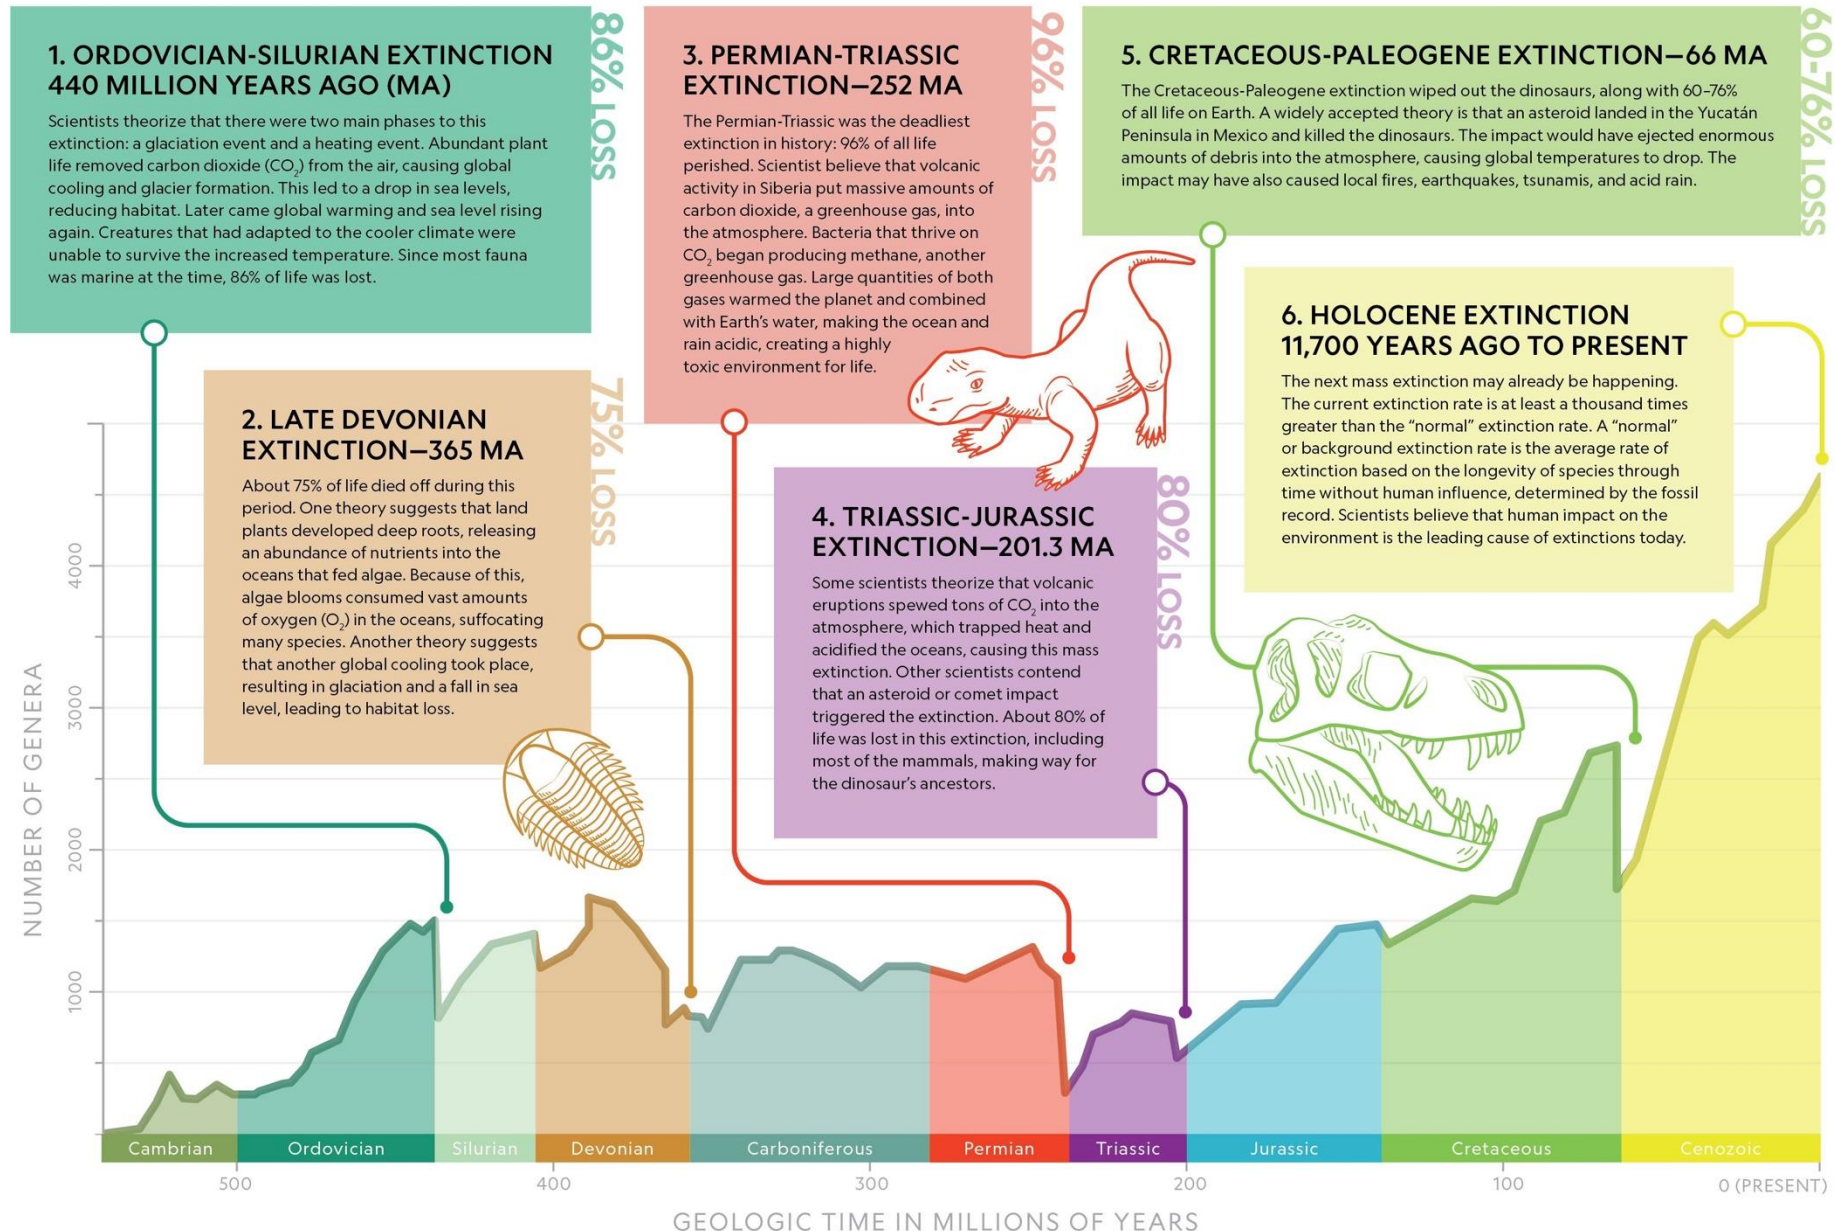 1. ORDOVICIAN-SILURIAN EXTINCTION
440 MILLION YEARS AGO (MA)
Scientists theorize that there were two main phases to this
extinction: a glaciation event and a heating event. Abundant plant
life removed carbon dioxide (CO₂) from the air, causing global
cooling and glacier formation. This led to a drop in sea levels,
reducing habitat. Later came global warming and sea level rising
again. Creatures that had adapted to the cooler climate were
unable to survive the increased temperature. Since most fauna
was marine at the time, 86% of life was lost.
86% LOSS
2. LATE DEVONIAN
EXTINCTION—365 MA
About 75% of life died off during this
period. One theory suggests that land
plants developed deep roots, releasing
an abundance of nutrients into the
oceans that fed algae. Because of this,
algae blooms consumed vast amounts
of oxygen (O₂) in the oceans, suffocating
many species. Another theory suggests
that another global cooling took place,
resulting in glaciation and a fall in sea
level, leading to habitat loss.
75% LOSS
3. PERMIAN-TRIASSIC
EXTINCTION—252 MA
The Permian-Triassic was the deadliest
extinction in history: 96% of all life
perished. Scientist believe that volcanic
activity in Siberia put massive amounts of
carbon dioxide, a greenhouse gas, into
the atmosphere. Bacteria that thrive on
CO₂ began producing methane, another
greenhouse gas. Large quantities of both
gases warmed the planet and combined
with Earth's water, making the ocean and
rain acidic, creating a highly
toxic environment for life.
96% LOSS
4. TRIASSIC-JURASSIC
EXTINCTION—201.3 MA
Some scientists theorize that volcanic
eruptions spewed tons of CO₂ into the
atmosphere, which trapped heat and
acidified the oceans, causing this mass
extinction. Other scientists contend
that an asteroid or comet impact
triggered the extinction. About 80% of
life was lost in this extinction, including
most of the mammals, making way for
the dinosaur's ancestors.
80% LOSS
5. CRETACEOUS-PALEOGENE EXTINCTION—66 MA
The Cretaceous-Paleogene extinction wiped out the dinosaurs, along with 60-76%
of all life on Earth. A widely accepted theory is that an asteroid landed in the Yucatán
Peninsula in Mexico and killed the dinosaurs. The impact would have ejected enormous
amounts of debris into the atmosphere, causing global temperatures to drop. The
impact may have also caused local fires, earthquakes, tsunamis, and acid rain.
60-76% LOSS
6. HOLOCENE EXTINCTION
11,700 YEARS AGO TO PRESENT
The next mass extinction may already be happening.
The current extinction rate is at least a thousand times
greater than the “normal” extinction rate. A “normal”
or background extinction rate is the average rate of
extinction based on the longevity of species through
time without human influence, determined by the fossil
record. Scientists believe that human impact on the
environment is the leading cause of extinctions today.
NUMBER OF GENERA
4000
3000
2000
1000
Cambrian
Ordovician
Silurian
Devonian
Carboniferous
Permian
Triassic
Jurassic
Cretaceous
Cenozoic
500
400
300
200
100
0 (PRESENT)
GEOLOGIC TIME IN MILLIONS OF YEARS